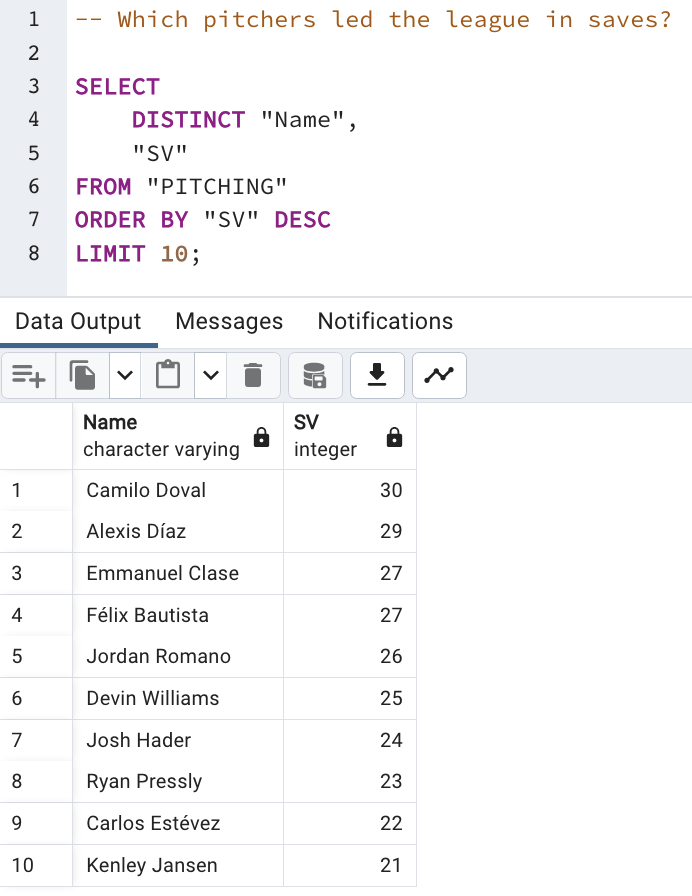 1 -- Which pitchers led the league in saves?
2
3 SELECT
4     DISTINCT "Name",
5     "SV"
6 FROM "PITCHING"
7 ORDER BY "SV" DESC
8 LIMIT 10;
Data Output Messages Notifications
Name SV
character varying integer
1 Camilo Doval 30
2 Alexis Díaz 29
3 Emmanuel Clase 27
4 Félix Bautista 27
5 Jordan Romano 26
6 Devin Williams 25
7 Josh Hader 24
8 Ryan Pressly 23
9 Carlos Estévez 22
10 Kenley Jansen 21